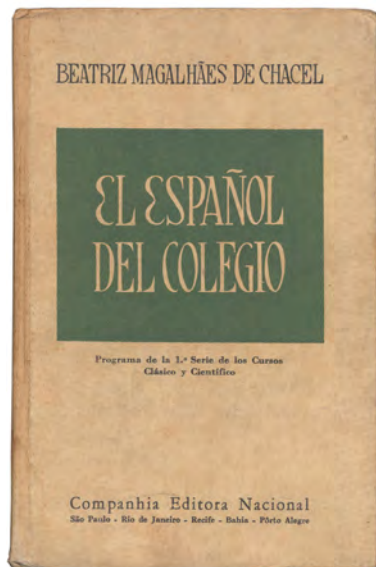 BEATRIZ MAGALHÃES DE CHACEL
EL ESPAÑOL
DEL COLEGIO
Programa de la 1.ª Serie de los Cursos
Clásico y Científico
Companhia Editora Nacional
São Paulo - Río de Janeiro - Recife - Bahia - Pôrto Alegre